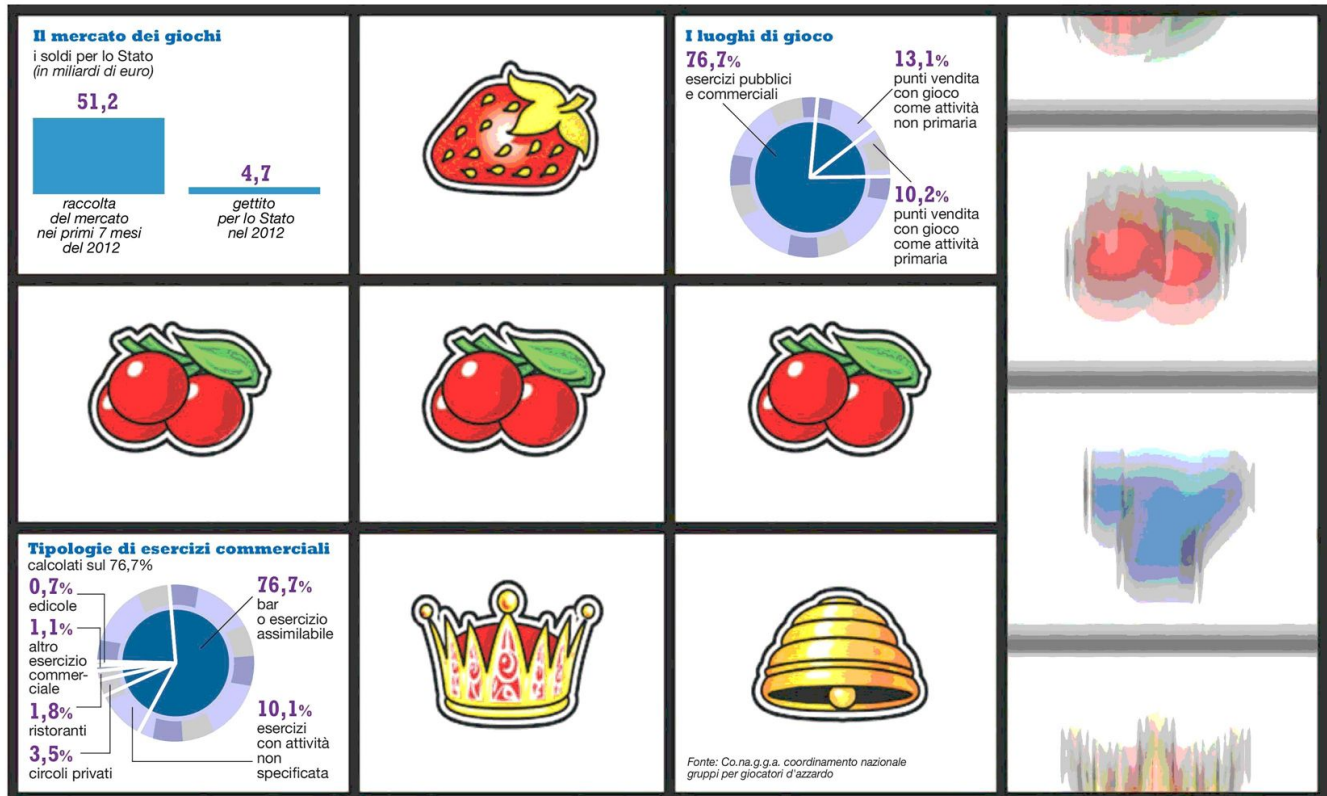 Il mercato dei giochi
i soldi per lo Stato
(in miliardi di euro)
51,2
4,7
raccolta
del mercato
nei primi 7 mesi
del 2012
gettito
per lo Stato
nel 2012
I luoghi di gioco
76,7%
esercizi pubblici
e commerciali
13,1%
punti vendita
con gioco
come attività
non primaria
10,2%
punti vendita
con gioco
come attività
primaria
Tipologie di esercizi commerciali
calcolati sul 76,7%
0,7%
edicole
1,1%
altro
esercizio
commer-
ciale
1,8%
ristoranti
3,5%
circoli privati
76,7%
bar
o esercizio
assimilabile
10,1%
esercizi
con attività
non
specificata
Fonte: Co.na.g.g.a. coordinamento nazionale
gruppi per giocatori d'azzardo